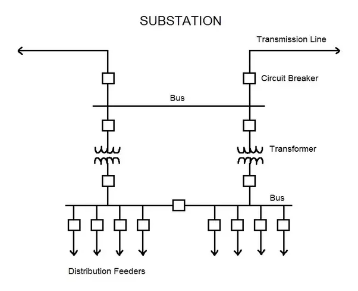 SUBSTATION
Transmission Line
Circuit Breaker
Bus
Transformer
Bus
Distribution Feeders